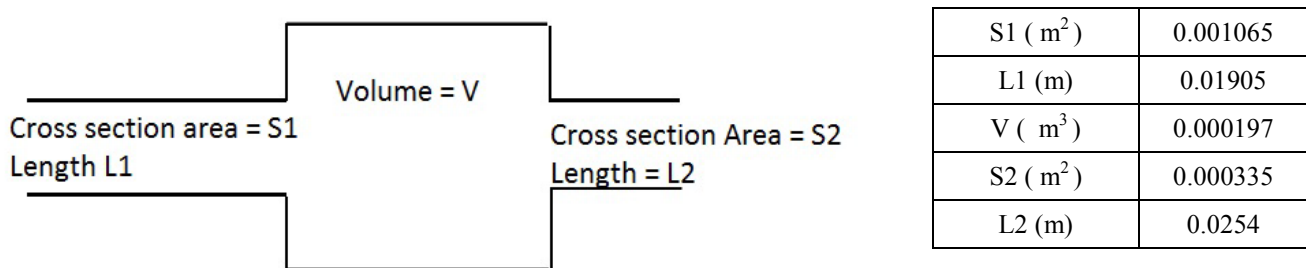 Volume = V
Cross section area = S1
Length L1
Cross section Area = S2
Length = L2
S1 ( m² ) 0.001065
L1 (m) 0.01905
V ( m³ ) 0.000197
S2 ( m² ) 0.000335
L2 (m) 0.0254